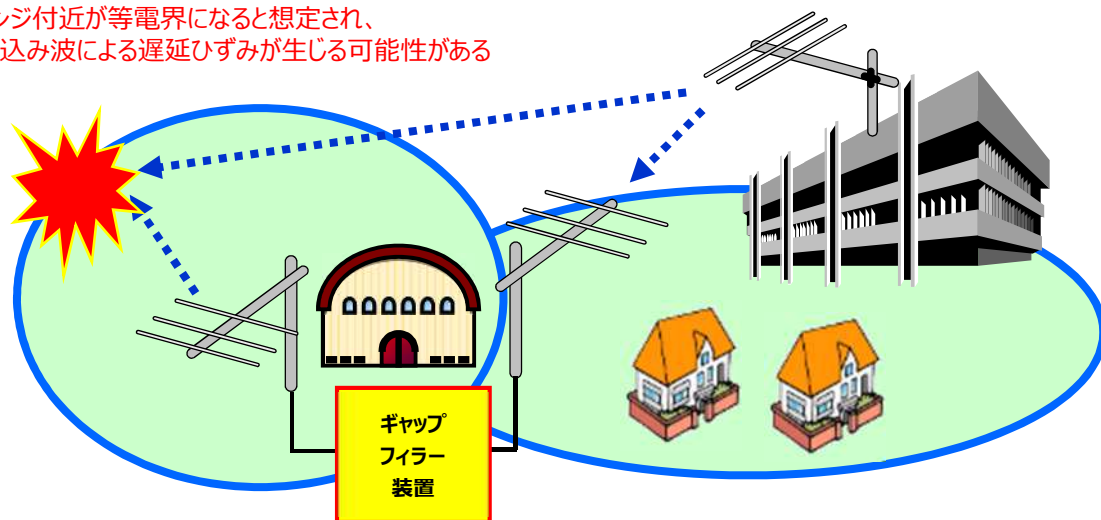 ジ付近が等電界になると想定され、
込み波による遅延ひずみが生じる可能性がある
ギャップ
フィラー
装置